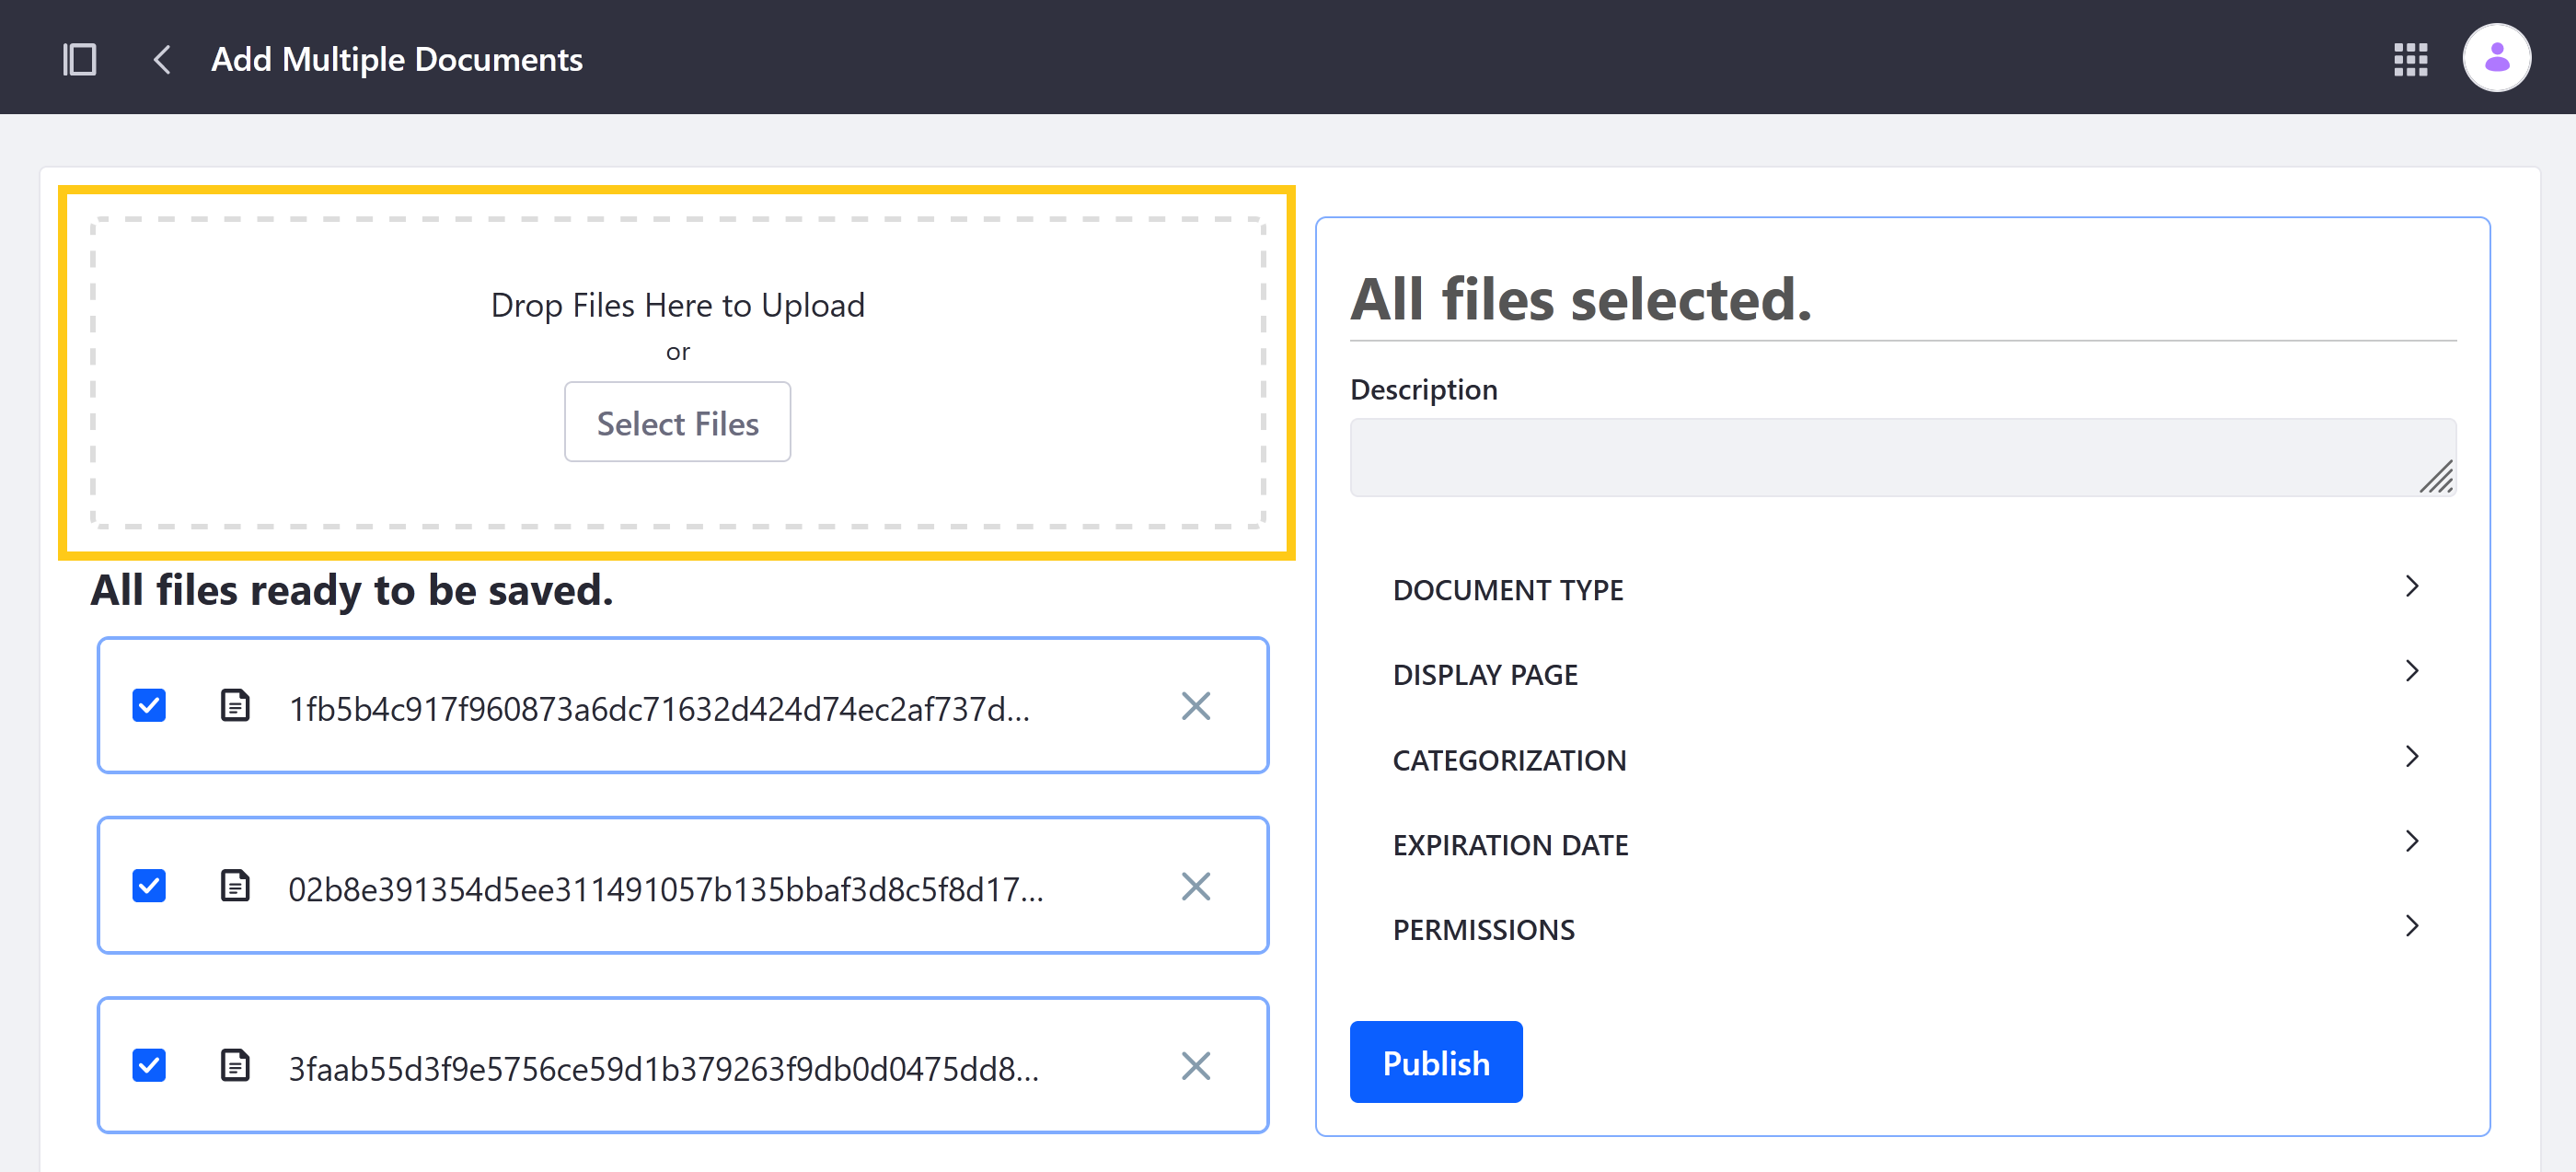 Add Multiple Documents
Drop Files Here to Upload
or
Select Files
All files ready to be saved.
1fb5b4c917f960873a6dc71632d424d74ec2af737d...
02b8e391354d5ee311491057b135bbaf3d8c5f8d17...
3faab55d3f9e5756ce59d1b379263f9db0d0475dd8...
All files selected.
Description
DOCUMENT TYPE
DISPLAY PAGE
CATEGORIZATION
EXPIRATION DATE
PERMISSIONS
Publish